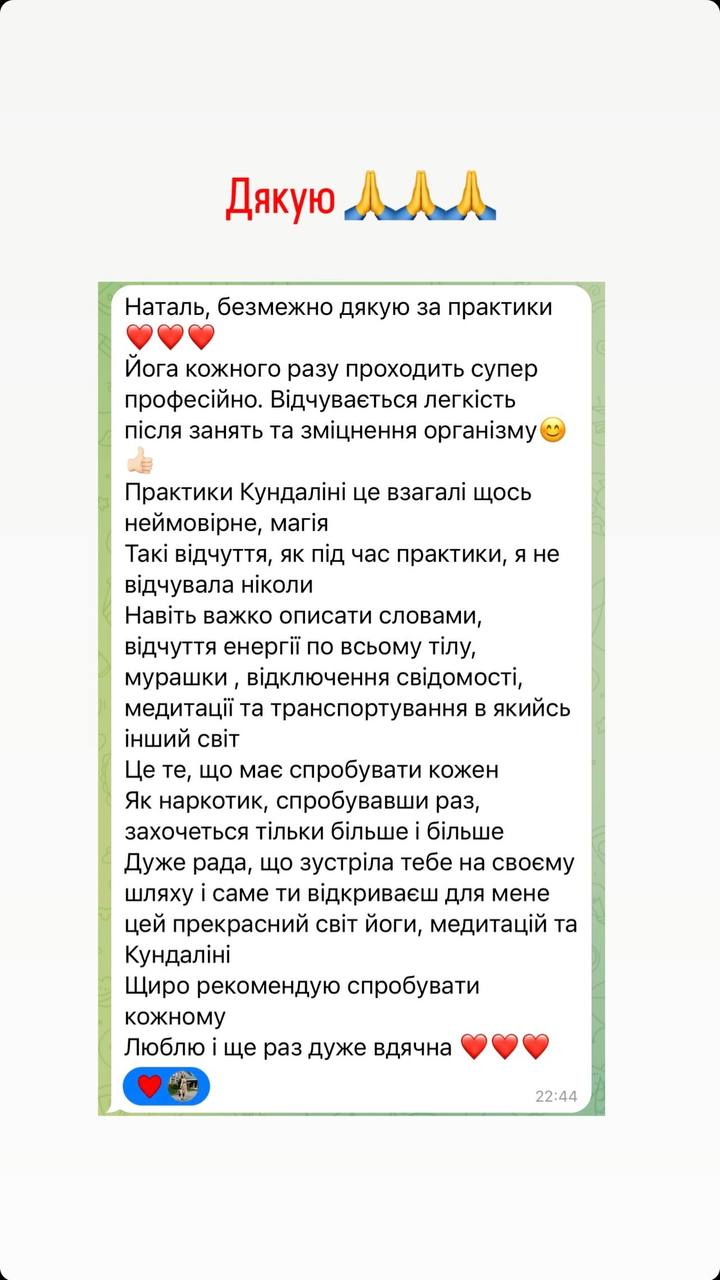 Дякую 🙏🙏🙏
Наталь, безмежно дякую за практики
❤️❤️❤️
Йога кожного разу проходить супер
професійно. Відчувається легкість
після занять та зміцнення організму😊
👍🏻
Практики Кундаліні це взагалі щось
неймовірне, магія
Такі відчуття, як під час практики, я не
відчувала ніколи
Навіть важко описати словами,
відчуття енергії по всьому тілу,
мурашки , відключення свідомості,
медитації та транспортування в якийсь
інший світ
Це те, що має спробувати кожен
Як наркотик, спробувавши раз,
захочеться тільки більше і більше
Дуже рада, що зустріла тебе на своєму
шляху і саме ти відкриваєш для мене
цей прекрасний світ йоги, медитацій та
Кундаліні
Щиро рекомендую спробувати
кожному
Люблю і ще раз дуже вдячна ❤️❤️❤️
22:44